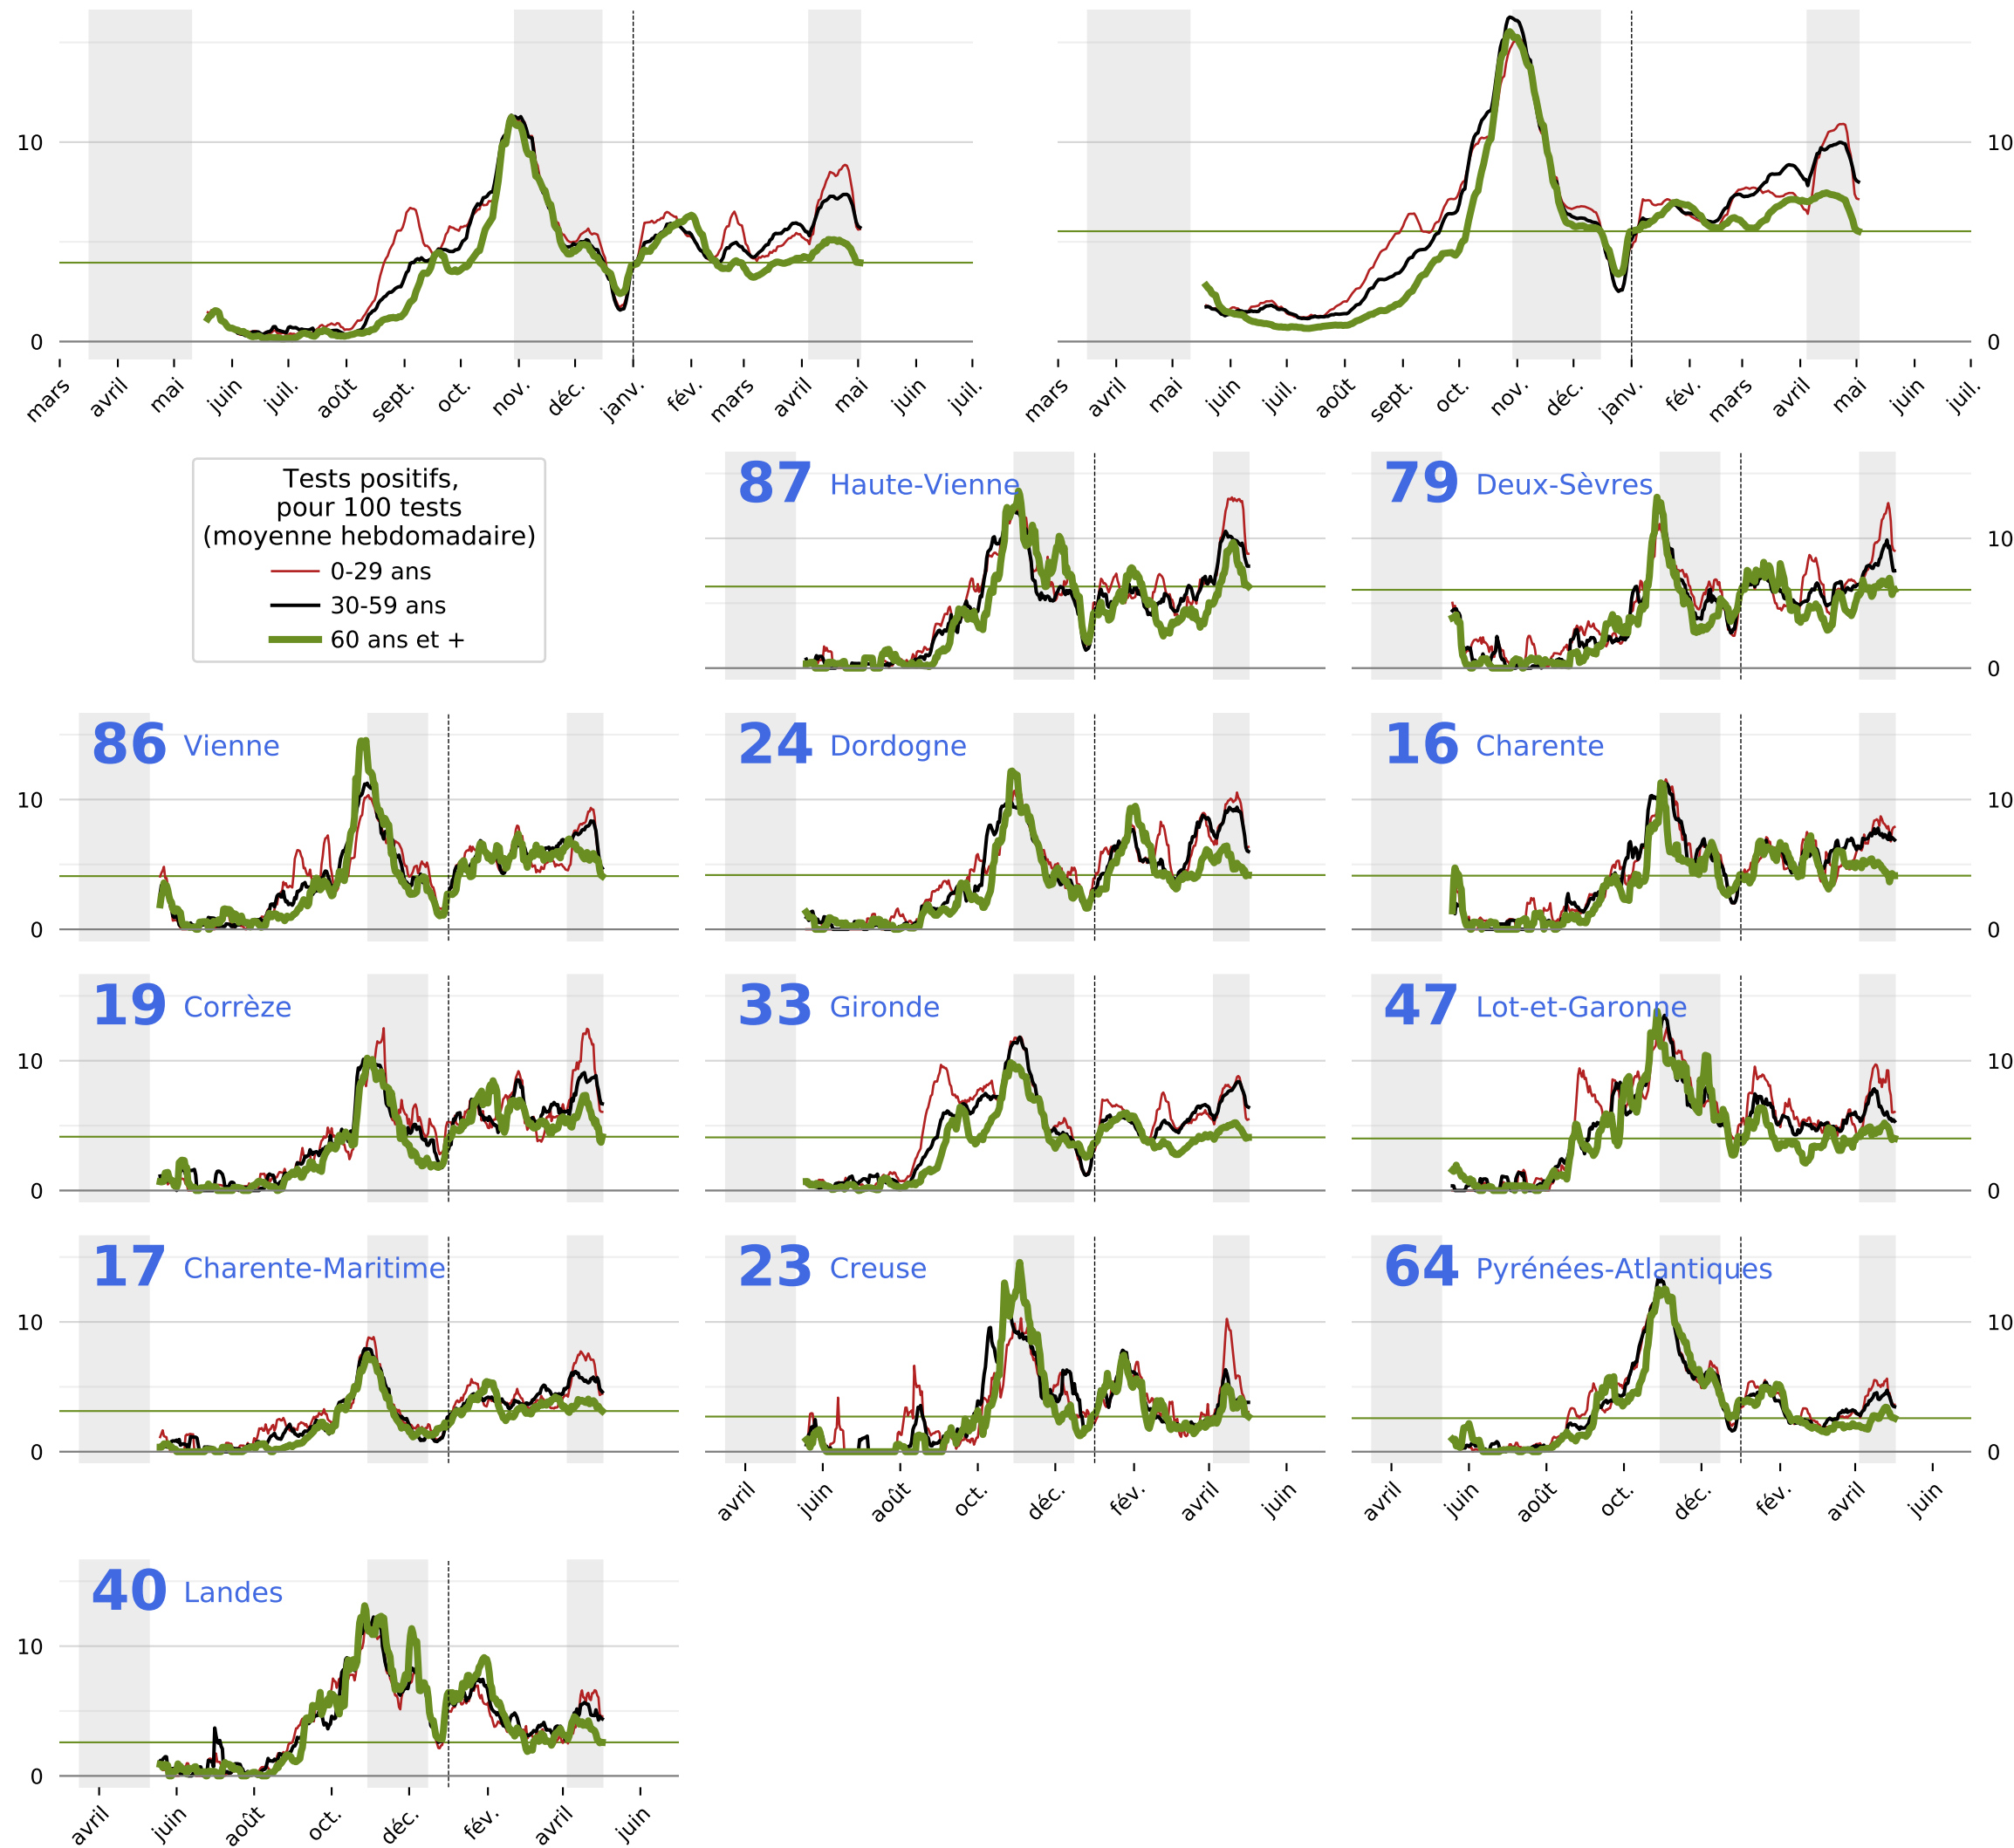 10
0
mars avril mai juin juil. août sept. oct. nov. déc. janv. fév. mars avril mai juin juil.
10
0
mars avril mai juin juil. août sept. oct. nov. déc. janv. fév. mars avril mai juin juil.
Tests positifs,
pour 100 tests
(moyenne hebdomadaire)
0-29 ans
30-59 ans
60 ans et +
87 Haute-Vienne
79 Deux-Sèvres
10
0
86 Vienne
24 Dordogne
16 Charente
10
0
10
0
19 Corrèze
33 Gironde
47 Lot-et-Garonne
10
0
10
0
17 Charente-Maritime
23 Creuse
64 Pyrénées-Atlantiques
10
0
10
0
avril juin août oct. déc. fév. avril juin
avril juin août oct. déc. fév. avril juin
40 Landes
10
0
avril juin août oct. déc. fév. avril juin